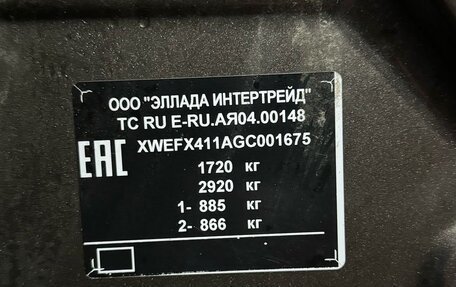 ООО "ЭЛЛАДА ИНТЕРТРЕЙД"
ТС RU E-RU.АЯ04.00148
EAC XWEFX411AGC001675
1720 кг
2920 кг
1- 885 кг
2- 866 кг